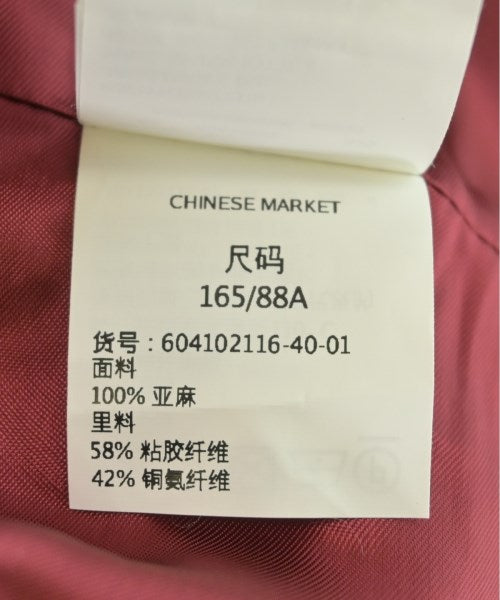 CHINESE MARKET
尺码
165/88A
货号：604102116-40-01
面料
100% 亚麻
里料
58% 粘胶纤维
42% 铜氨纤维